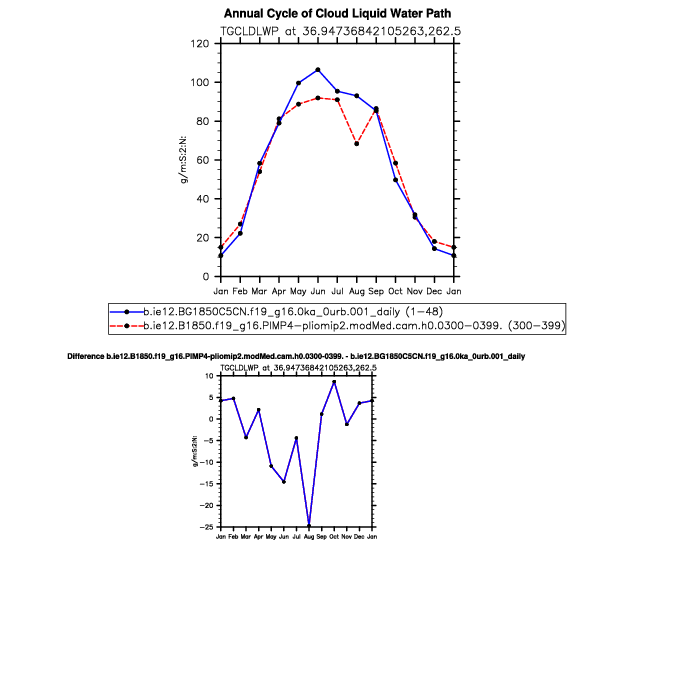 Annual Cycle of Cloud Liquid Water Path
TGCLDLWP at 36.94736842105263,262.5
120
100
80
60
40
20
0
g/m:S:2:N:
Jan Feb Mar Apr May Jun Jul Aug Sep Oct Nov Dec Jan
b.ie12.BG1850C5CN.f19_g16.0ka_0urb.001_daily (1-48)
b.ie12.B1850.f19_g16.PIMP4-pliomip2.modMed.cam.h0.0300-0399. (300-399)
Difference b.ie12.B1850.f19_g16.PIMP4-pliomip2.modMed.cam.h0.0300-0399. - b.ie12.BG1850C5CN.f19_g16.0ka_0urb.001_daily
TGCLDLWP at 36.94736842105263,262.5
10
5
0
-5
-10
-15
-20
-25
g/m:S:2:N:
Jan Feb Mar Apr May Jun Jul Aug Sep Oct Nov Dec Jan